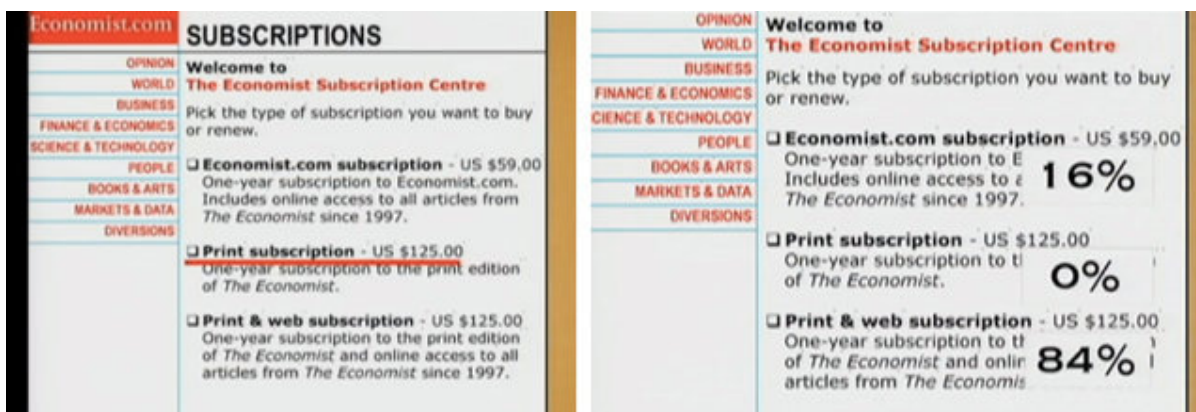 Economist.com
SUBSCRIPTIONS
OPINION
WORLD
BUSINESS
FINANCE & ECONOMICS
SCIENCE & TECHNOLOGY
PEOPLE
BOOKS & ARTS
MARKETS & DATA
DIVERSIONS
Welcome to
The Economist Subscription Centre
Pick the type of subscription you want to buy
or renew.
Economist.com subscription - US $59.00
One-year subscription to Economist.com.
Includes online access to all articles from
The Economist since 1997.
Print subscription - US $125.00
One-year subscription to the print edition
of The Economist.
Print & web subscription - US $125.00
One-year subscription to the print edition
of The Economist and online access to all
articles from The Economist since 1997.
OPINION
WORLD
BUSINESS
FINANCE & ECONOMICS
CIENCE & TECHNOLOGY
PEOPLE
BOOKS & ARTS
MARKETS & DATA
DIVERSIONS
Welcome to
The Economist Subscription Centre
Pick the type of subscription you want to buy
or renew.
Economist.com subscription - US $59.00
One-year subscription to E
Includes online access to a
The Economist since 1997.
16%
Print subscription - US $125.00
One-year subscription to t
of The Economist.
0%
Print & web subscription - US $125.00
One-year subscription to th
of The Economist and onlin
articles from The Economis
84%